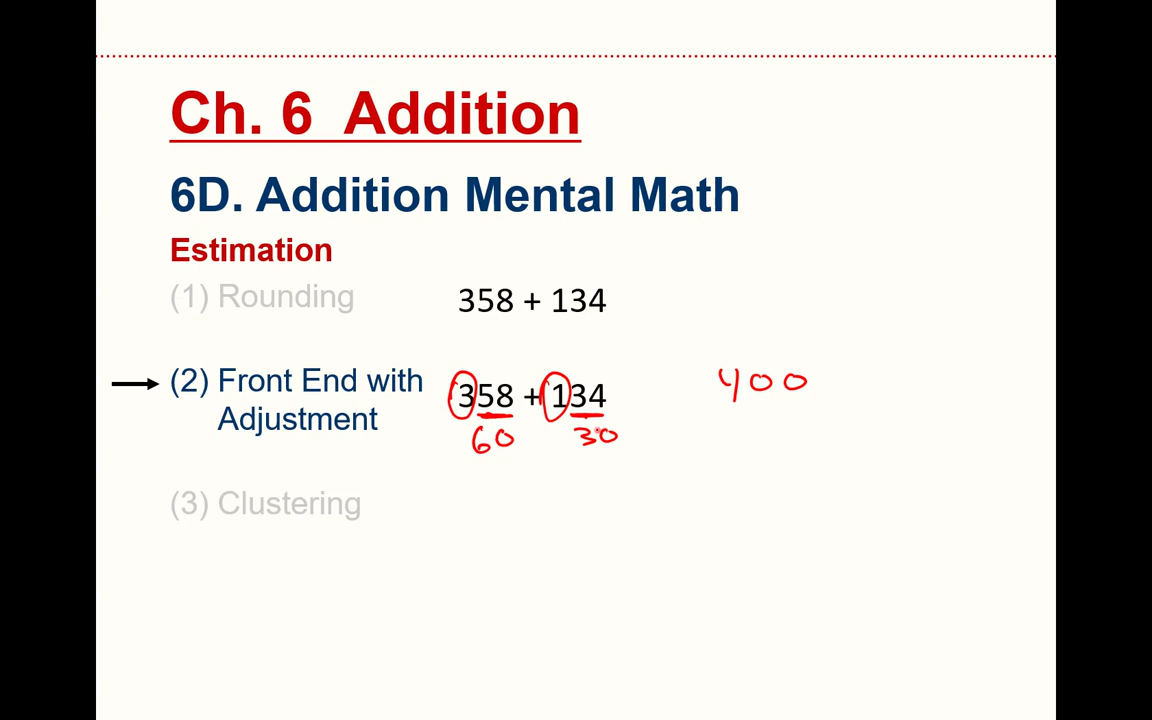 Ch. 6 Addition
6D. Addition Mental Math
Estimation
(1) Rounding 358 + 134
(2) Front End with 358 + 134 400
Adjustment 60 30
(3) Clustering